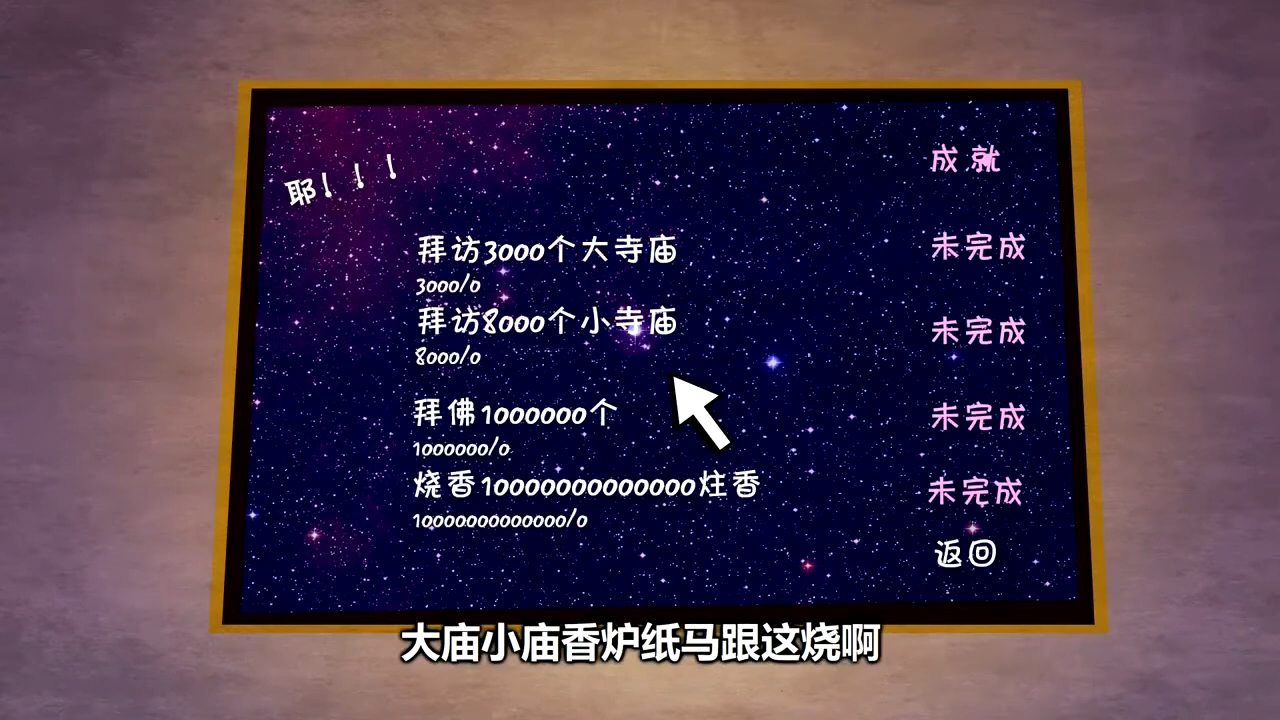 耶！！！
成就
拜访3000个大寺庙
未完成
3000/0
拜访8000个小寺庙
未完成
8000/0
拜佛1000000个
未完成
1000000/0
烧香10000000000000炷香
未完成
10000000000000/0
返回
大庙小庙香炉纸马跟这烧啊